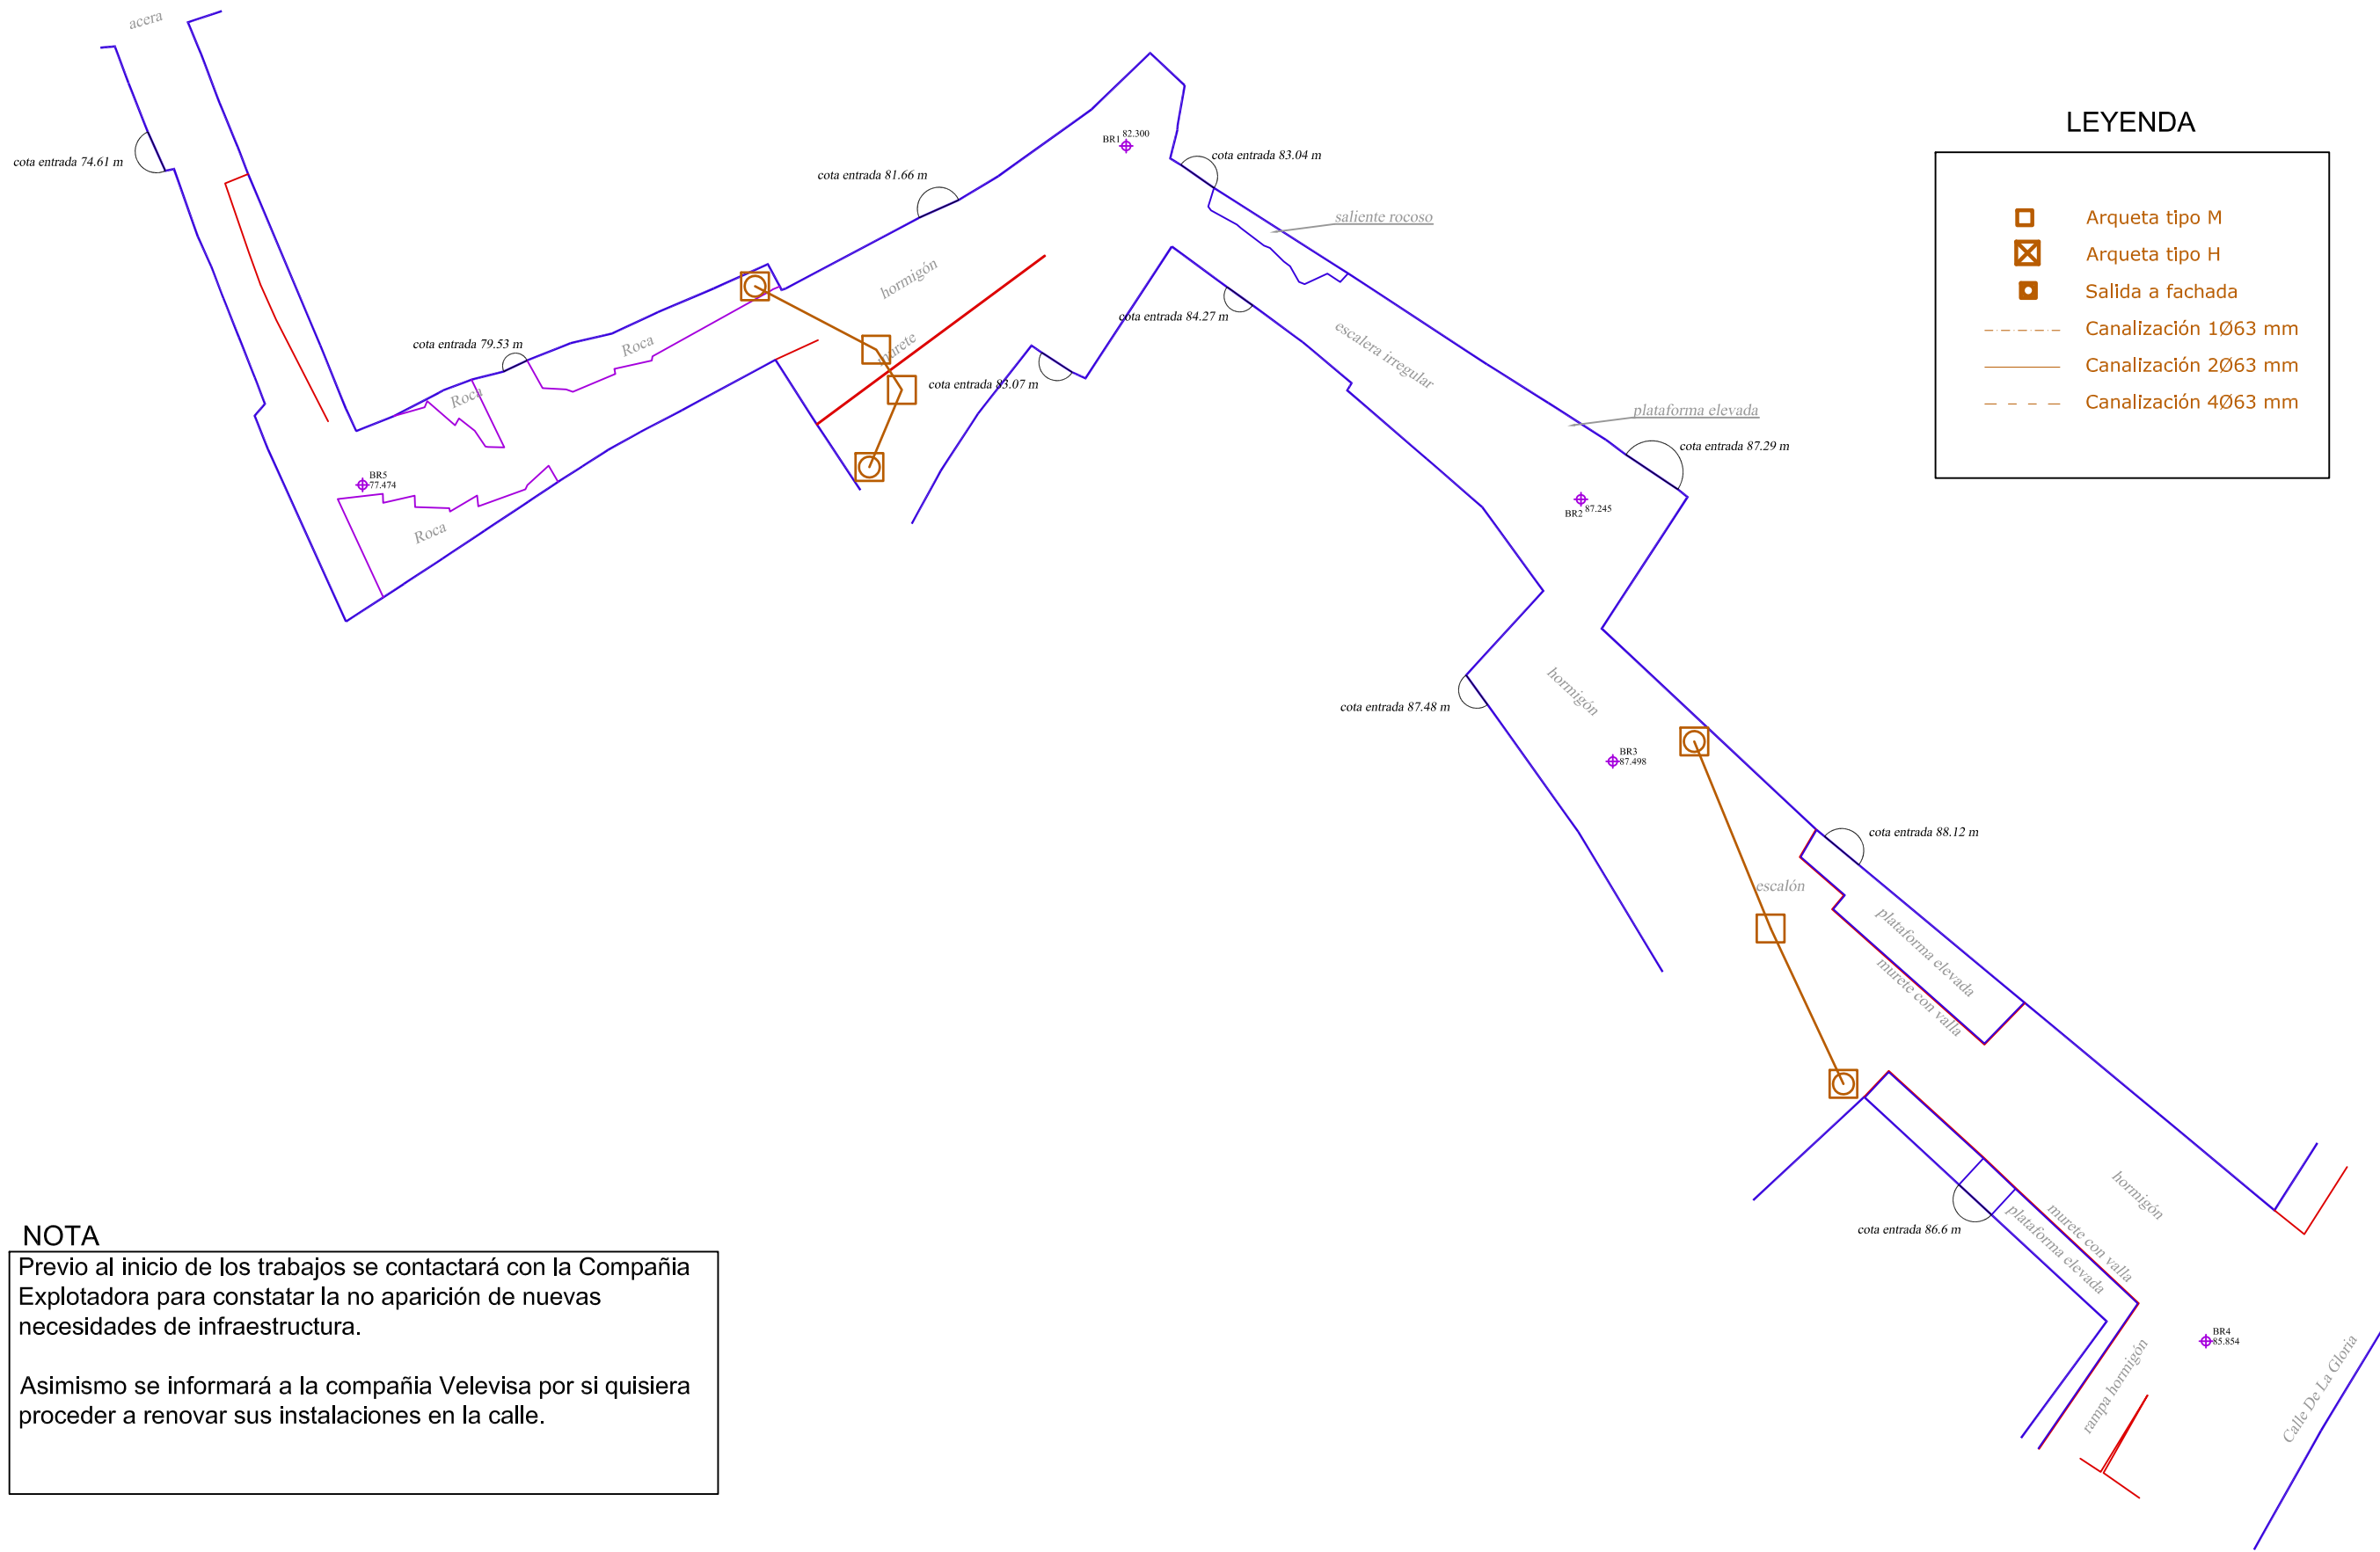 acera
cota entrada 74.61 m
cota entrada 79.53 m
Roca
Roca
BR5
77.474
Roca
cota entrada 81.66 m
hormigón
murete
cota entrada 83.07 m
BR1 82.300
cota entrada 83.04 m
saliente rocoso
cota entrada 84.27 m
escalera irregular
plataforma elevada
cota entrada 87.29 m
BR2 87.245
hormigón
cota entrada 87.48 m
BR3
87.498
cota entrada 88.12 m
escalón
plataforma elevada
murete con valla
hormigón
murete con valla
plataforma elevada
cota entrada 86.6 m
BR4
85.854
rampa hormigón
Calle De La Gloria
LEYENDA
Arqueta tipo M
Arqueta tipo H
Salida a fachada
Canalización 1Ø63 mm
Canalización 2Ø63 mm
Canalización 4Ø63 mm
NOTA
Previo al inicio de los trabajos se contactará con la Compañia
Explotadora para constatar la no aparición de nuevas
necesidades de infraestructura.
Asimismo se informará a la compañia Velevisa por si quisiera
proceder a renovar sus instalaciones en la calle.